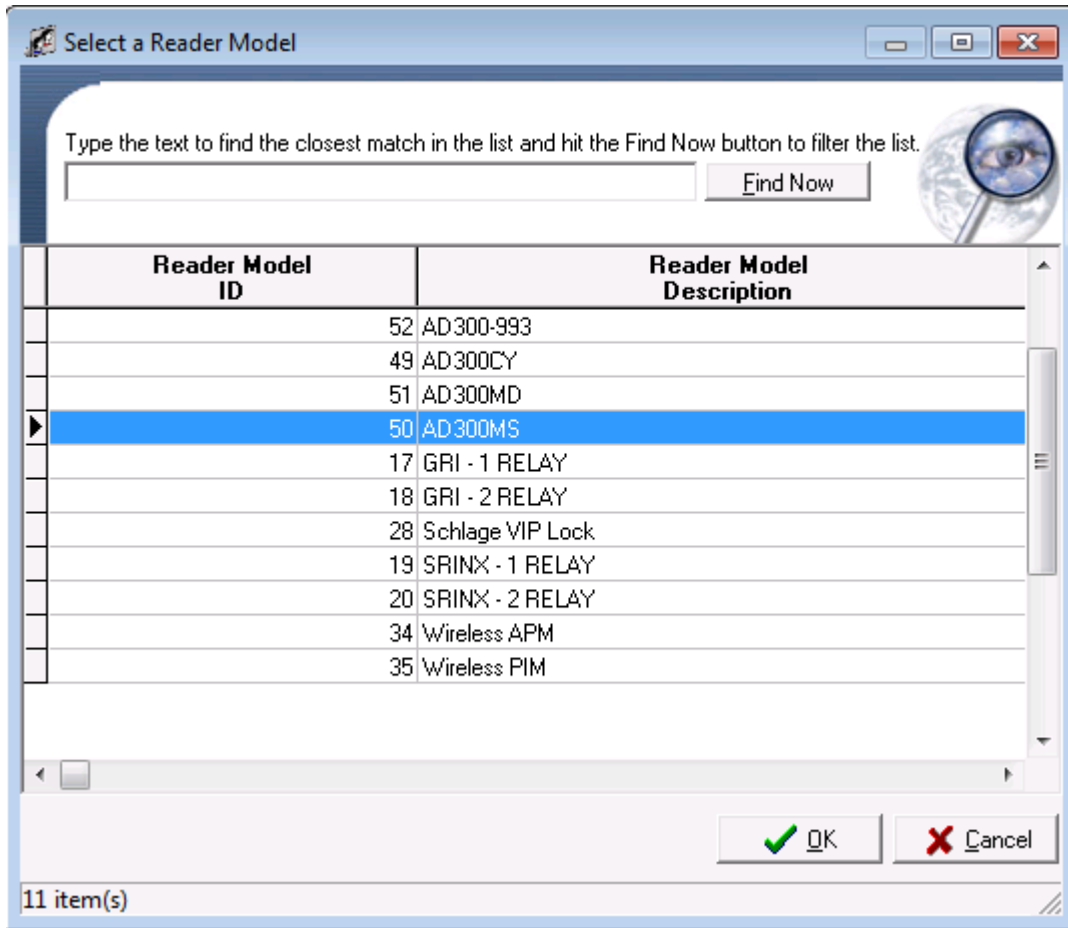 Select a Reader Model
Type the text to find the closest match in the list and hit the Find Now button to filter the list.
Find Now
Reader Model ID Reader Model Description
52 AD300-993
49 AD300CY
51 AD300MD
50 AD300MS
17 GRI - 1 RELAY
18 GRI - 2 RELAY
28 Schlage VIP Lock
19 SRINX - 1 RELAY
20 SRINX - 2 RELAY
34 Wireless APM
35 Wireless PIM
OK Cancel
11 item(s)